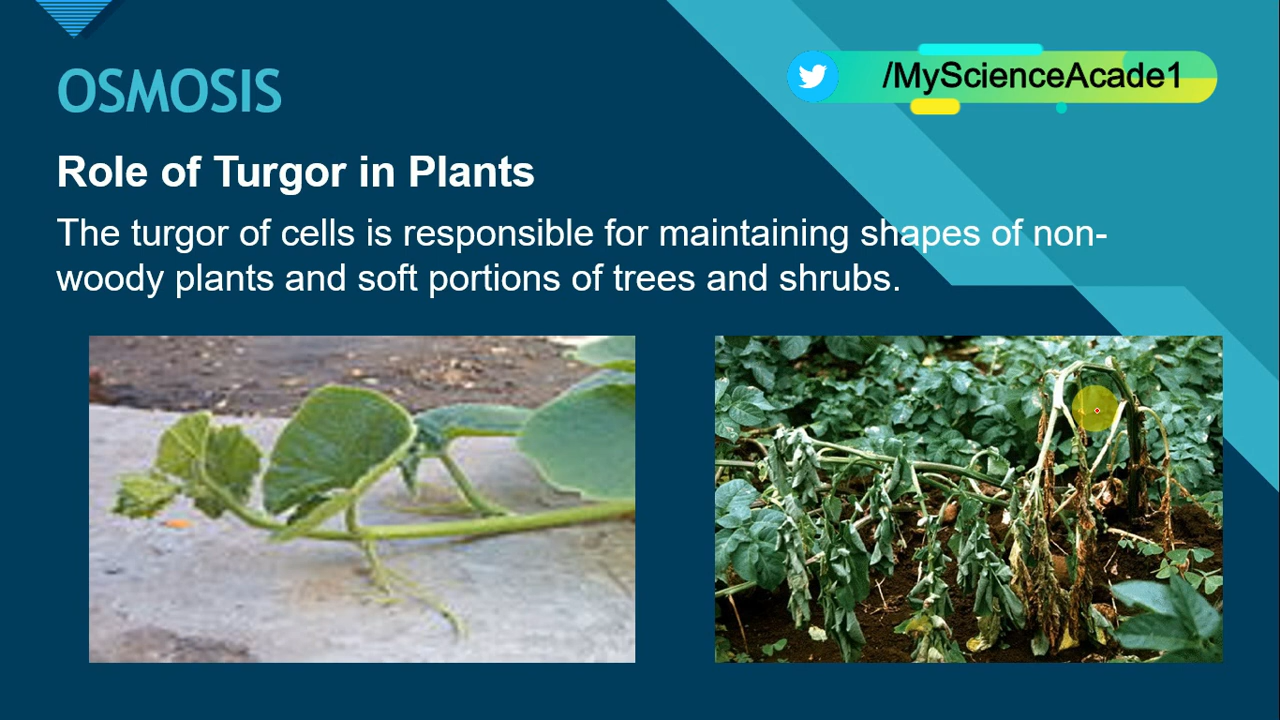 OSMOSIS
/MyScienceAcade1
Role of Turgor in Plants
The turgor of cells is responsible for maintaining shapes of non-
woody plants and soft portions of trees and shrubs.